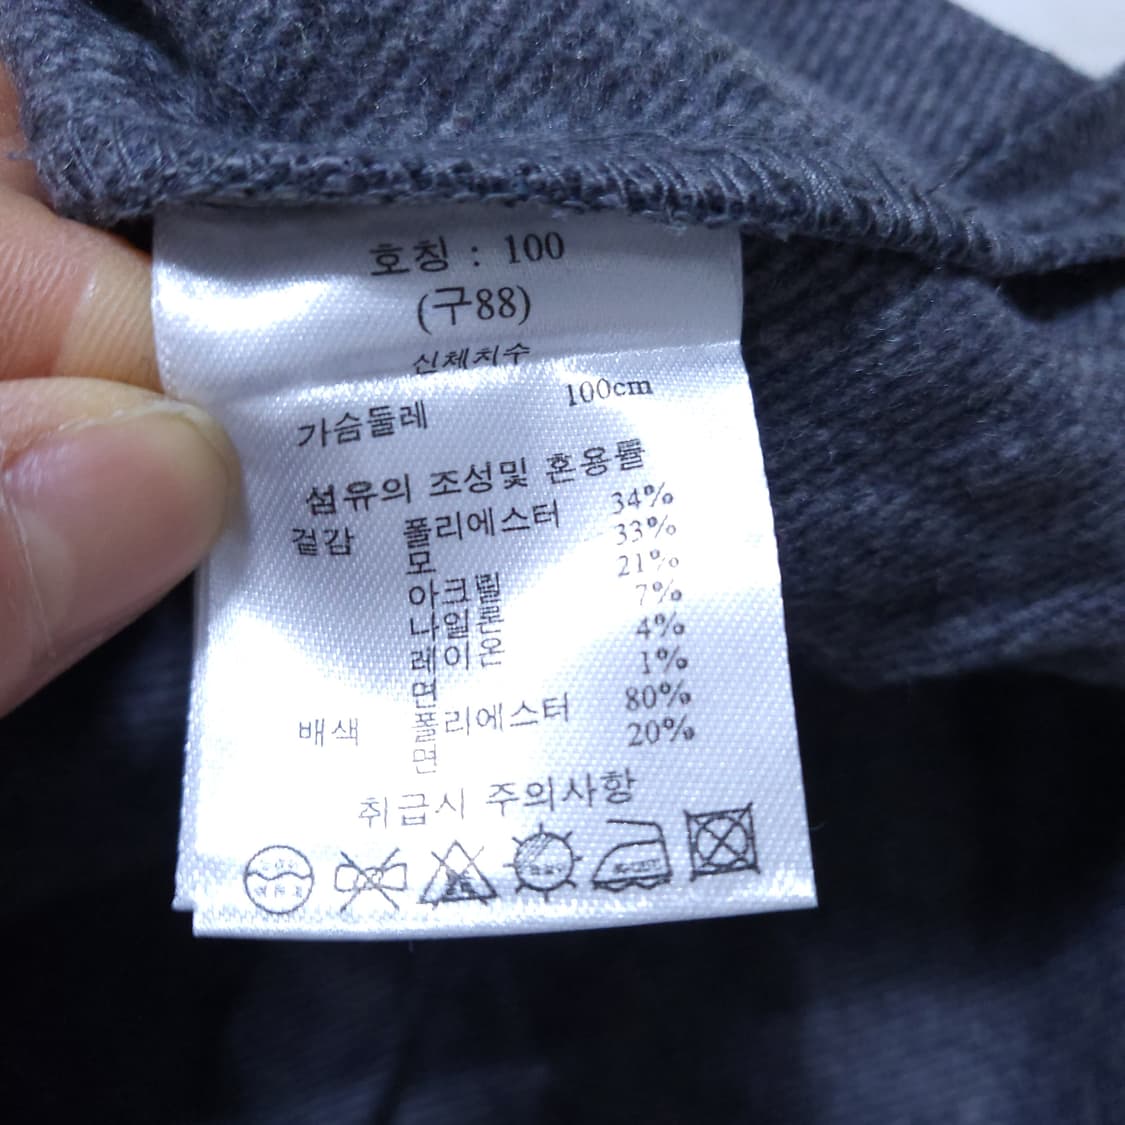 호칭 : 100
(구88)
신체치수
가슴둘레 100cm
섬유의 조성및 혼용률
겉감 폴리에스터 34%
모 33%
아크릴 21%
나일론 7%
레이온 4%
면 1%
배색 폴리에스터 80%
면 20%
취급시 주의사항